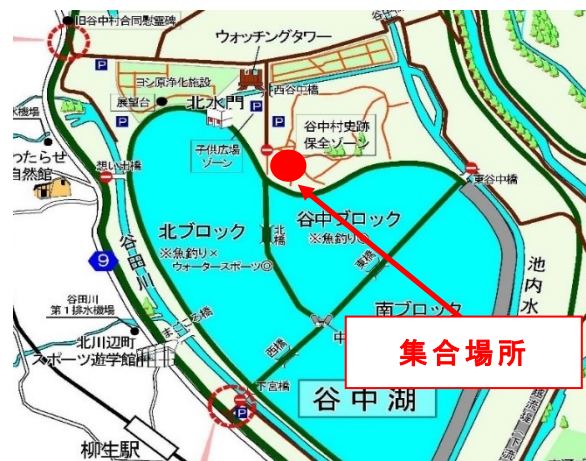 旧谷中村合同慰霊碑
ウォッチングタワー
P
ヨシ原浄化施設
西谷中橋
展望台
北水門
P
P
谷中村史跡
保全ゾーン
子供広場
ゾーン
想い出橋
東谷中橋
わたらせ
自然館
北ブロック
※魚釣り×
ウォータースポーツ◎
北橋
谷中ブロック
東橋
9
谷田川
池内水
谷田川
第1排水機場
まごころ橋
南ブロック
北川辺町
スポーツ遊学館
西橋
中
集合場所
下宮橋
P
谷中湖
柳生駅